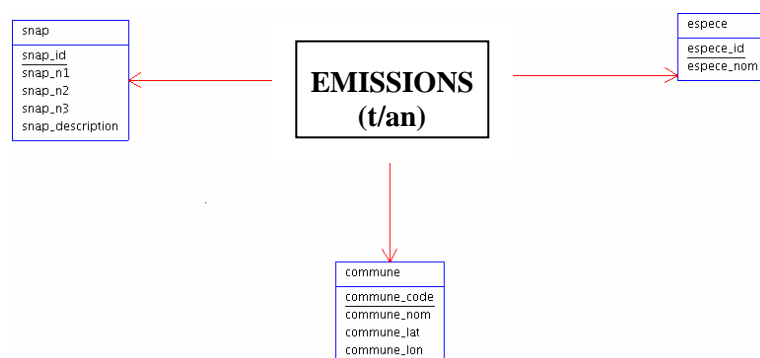 snap
snap_id
snap_n1
snap_n2
snap_n3
snap_description
EMISSIONS
(t/an)
espece
espece_id
espece_nom
commune
commune_code
commune_nom
commune_lat
commune_lon